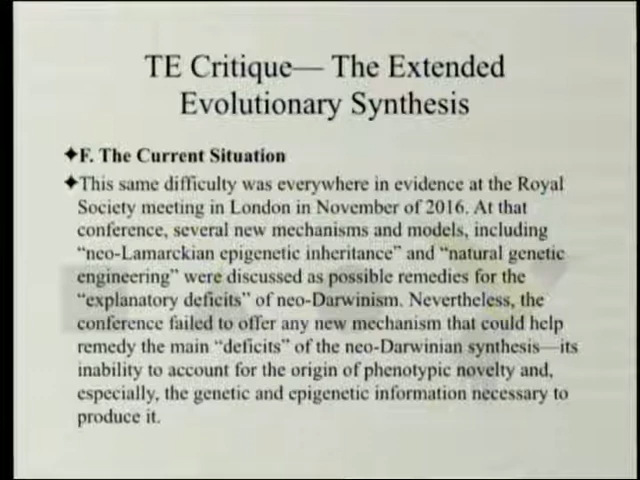 TE Critique— The Extended
Evolutionary Synthesis
✦F. The Current Situation
✦This same difficulty was everywhere in evidence at the Royal
Society meeting in London in November of 2016. At that
conference, several new mechanisms and models, including
“neo-Lamarckian epigenetic inheritance” and “natural genetic
engineering” were discussed as possible remedies for the
“explanatory deficits” of neo-Darwinism. Nevertheless, the
conference failed to offer any new mechanism that could help
remedy the main “deficits” of the neo-Darwinian synthesis—its
inability to account for the origin of phenotypic novelty and,
especially, the genetic and epigenetic information necessary to
produce it.